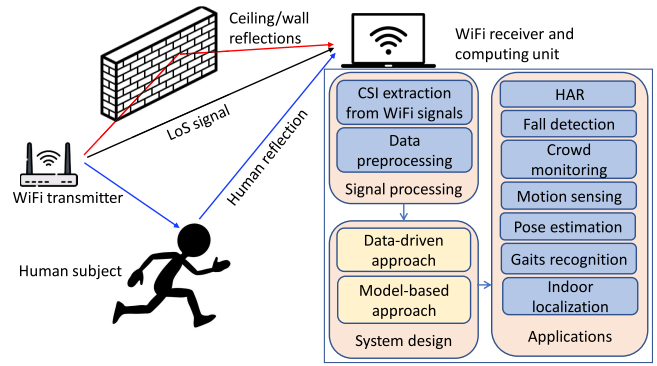 Ceiling/wall
reflections
WiFi receiver and
computing unit
LoS signal
Human reflection
WiFi transmitter
Human subject
CSI extraction
from WiFi signals
Data
preprocessing
Signal processing
Data-driven
approach
Model-based
approach
System design
HAR
Fall detection
Crowd
monitoring
Motion sensing
Pose estimation
Gaits recognition
Indoor
localization
Applications